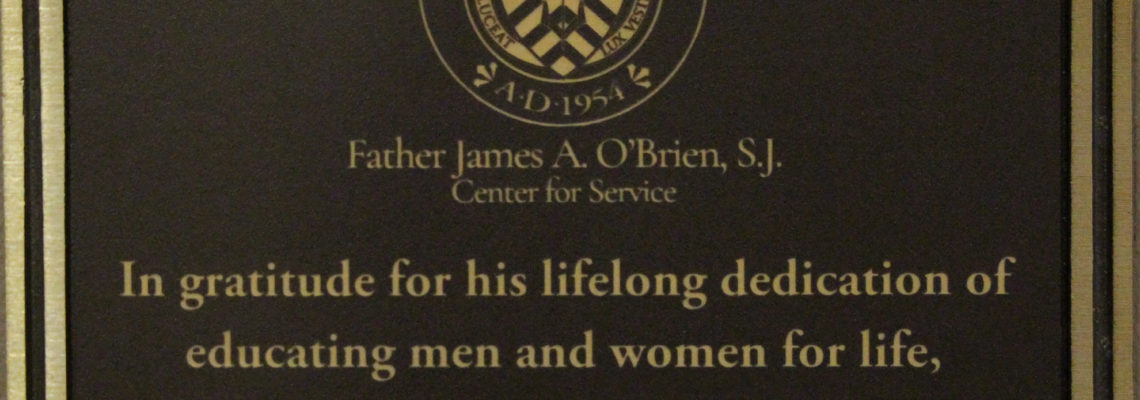 LUCEAT LUX VEST
A·D·1954
Father James A. O'Brien, S.J.
Center for Service
In gratitude for his lifelong dedication of
educating men and women for life,